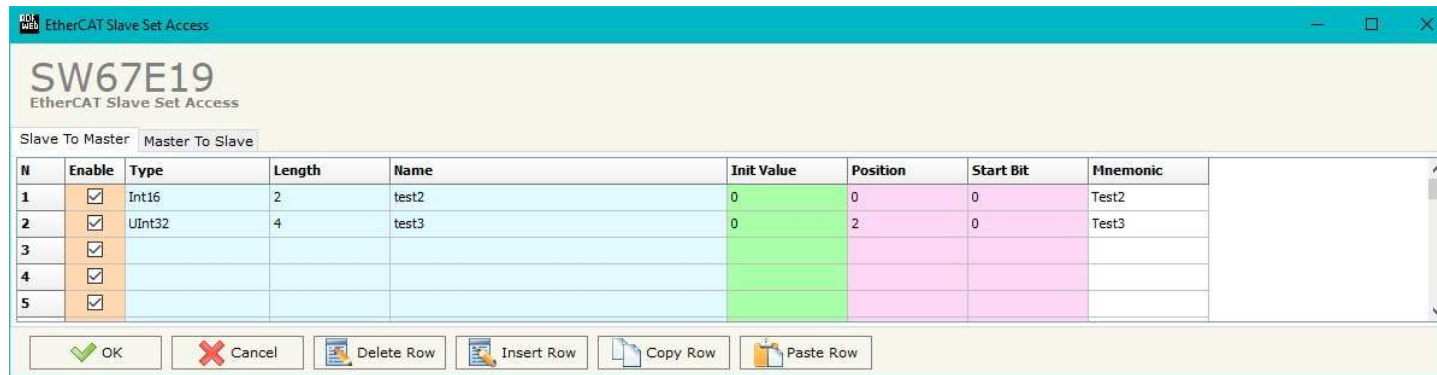 ADF WEB EtherCAT Slave Set Access
SW67E19
EtherCAT Slave Set Access
Slave To Master Master To Slave
N Enable Type Length Name Init Value Position Start Bit Mnemonic
1 Int16 2 test2 0 0 0 Test2
2 UInt32 4 test3 0 2 0 Test3
3
4
5
OK Cancel Delete Row Insert Row Copy Row Paste Row